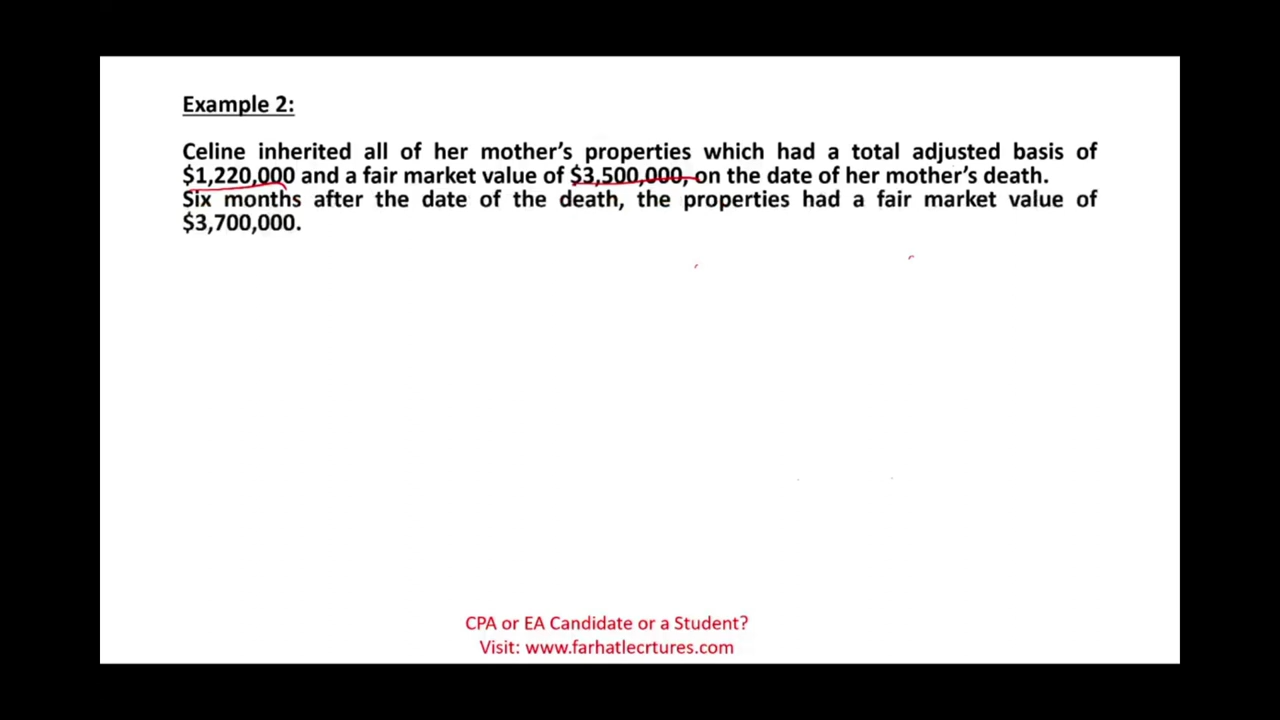 Example 2:
Celine inherited all of her mother’s properties which had a total adjusted basis of
$1,220,000 and a fair market value of $3,500,000, on the date of her mother’s death.
Six months after the date of the death, the properties had a fair market value of
$3,700,000.
CPA or EA Candidate or a Student?
Visit: www.farhatlecrtures.com